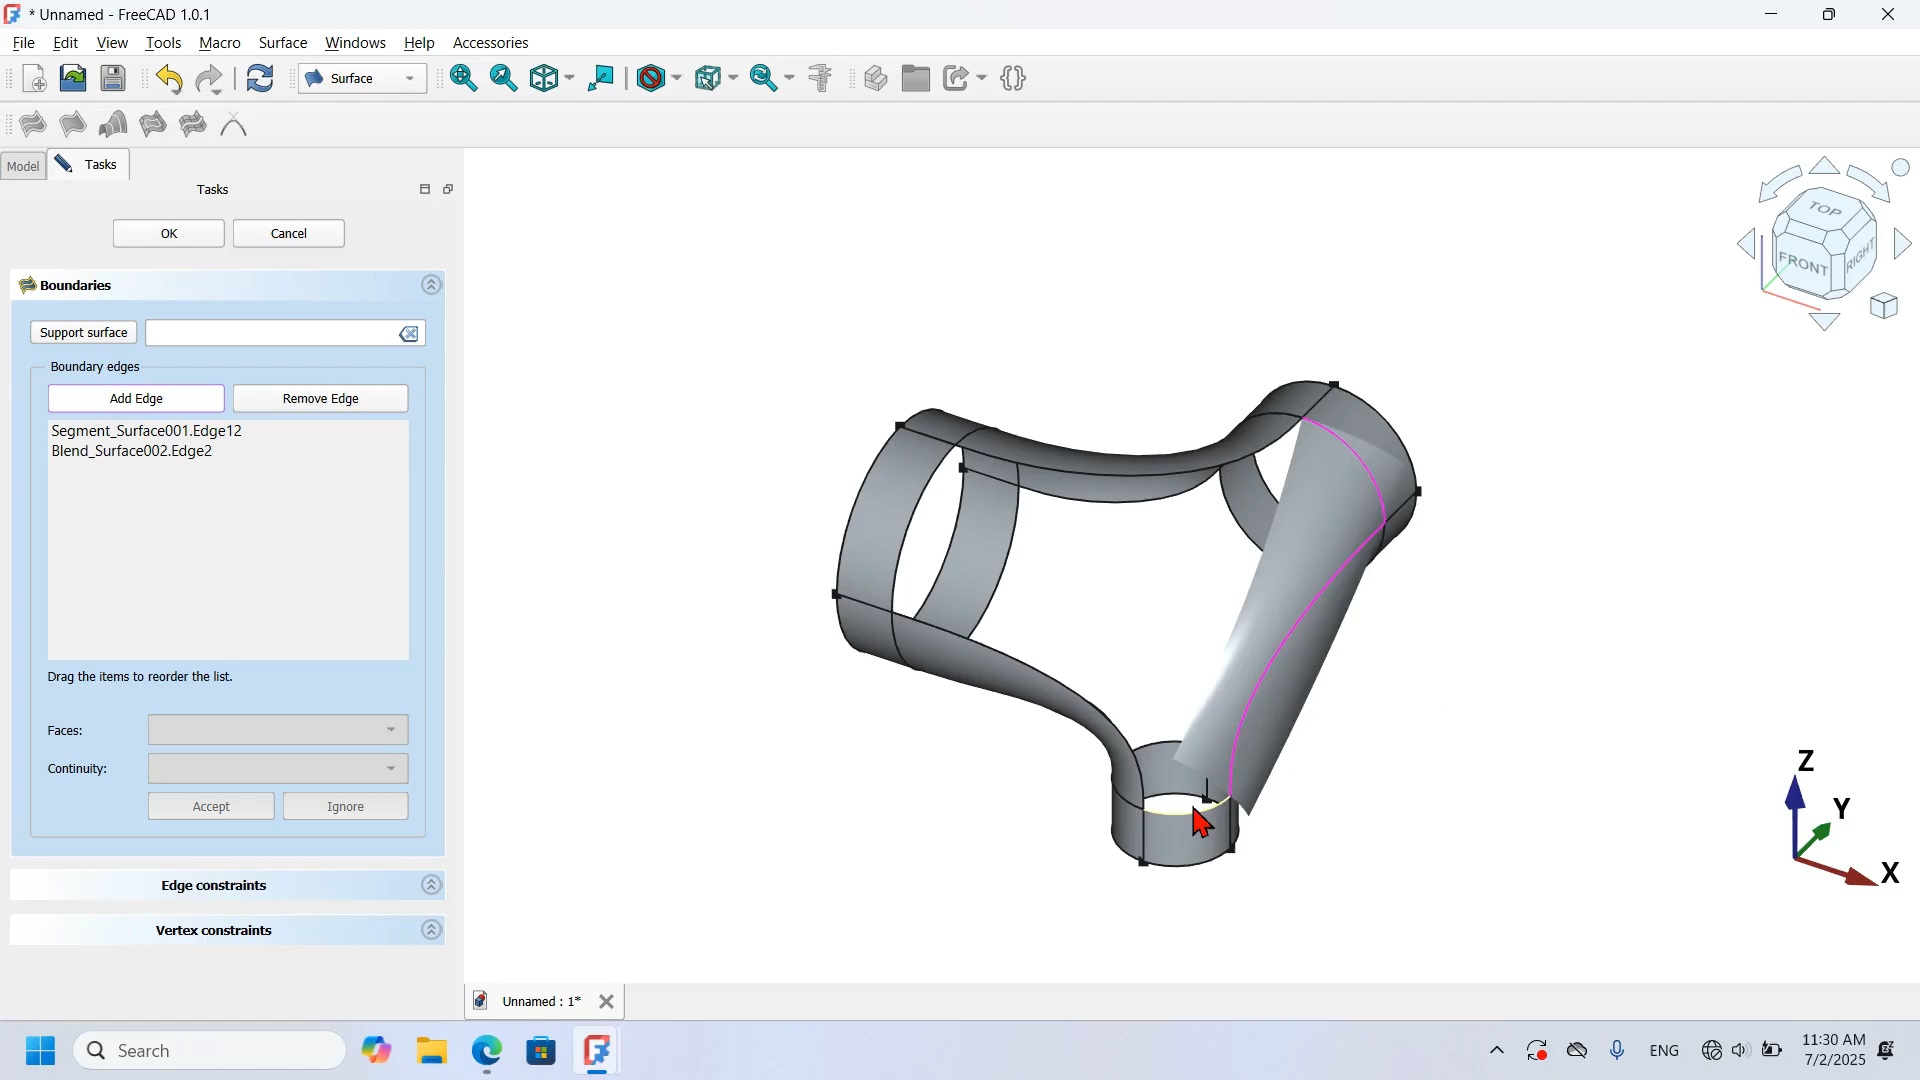 * Unnamed - FreeCAD 1.0.1
File Edit View Tools Macro Surface Windows Help Accessories
Surface
Model Tasks
Tasks
OK Cancel
Boundaries
Support surface
Boundary edges
Add Edge Remove Edge
Segment_Surface001.Edge12
Blend_Surface002.Edge2
Drag the items to reorder the list.
Faces:
Continuity:
Accept Ignore
Edge constraints
Vertex constraints
TOP
FRONT
RIGHT
Z
Y
X
Unnamed : 1*
Search
ENG
11:30 AM
7/2/2025